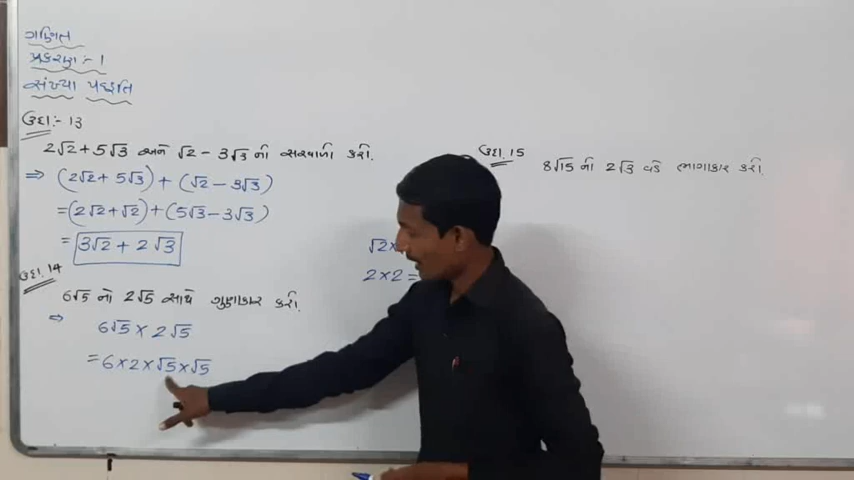 ગણિત
પ્રકરણ:- 1
સંખ્યા પદ્ધતિ
ઉદા:- 13
2√2 + 5√3 અને √2 - 3√3 નો સરવાળો કરો.
⇒ (2√2 + 5√3) + (√2 - 3√3)
= (2√2 + √2) + (5√3 - 3√3)
= 3√2 + 2√3
ઉદા. 14
6√5 નો 2√5 સાથે ગુણાકાર કરો.
⇒ 6√5 × 2√5
= 6 × 2 × √5 × √5
√2 ×
2 × 2 =
ઉદા. 15
8√15 નો 2√3 વડે ભાગાકાર કરો.